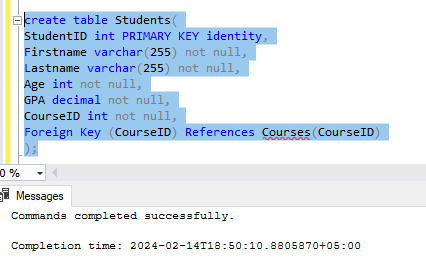 create table Students(
StudentID int PRIMARY KEY identity,
Firstname varchar(255) not null,
Lastname varchar(255) not null,
Age int not null,
GPA decimal not null,
CourseID int not null,
Foreign Key (CourseID) References Courses(CourseID)
);
0 %
Messages
Commands completed successfully.
Completion time: 2024-02-14T18:50:10.8805870+05:00